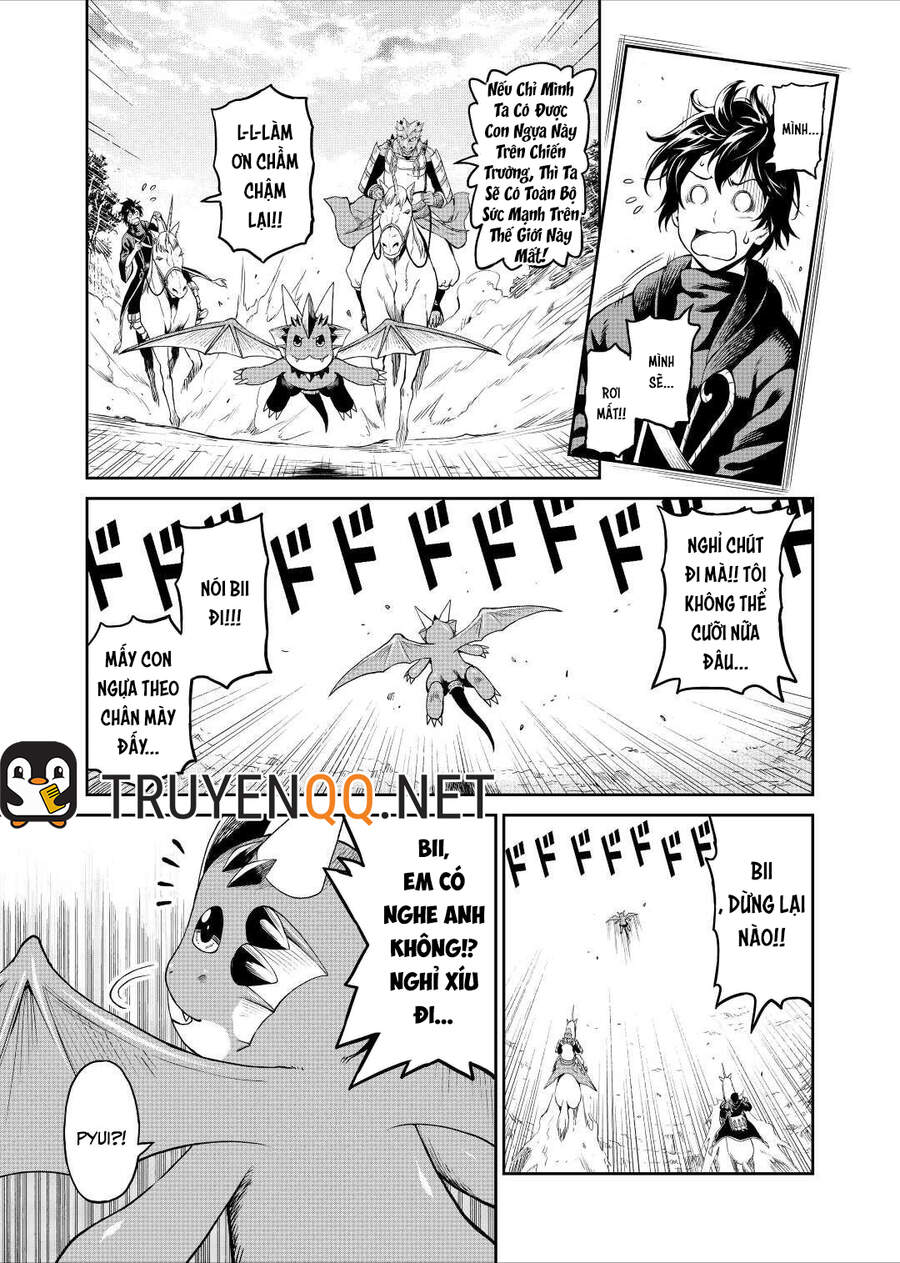 MÌNH...
MÌNH
SẼ...
RƠI
MẤT!!
NẾU CHỈ MÌNH
TA CÓ ĐƯỢC
CON NGỰA NÀY
TRÊN CHIẾN
TRƯỜNG, THÌ TA
SẼ CÓ TOÀN BỘ
SỨC MẠNH TRÊN
THẾ GIỚI NÀY
MẤT!
L-L-LÀM
ƠN CHẦM
CHẬM
LẠI!!
NGHỈ CHÚT
ĐI MÀ!! TÔI
KHÔNG THỂ
CƯỠI NỮA
ĐÂU...
ドドドドドドドド
NÓI BII
ĐI!!!
MẤY CON
NGỰA THEO
CHÂN MÀY
ĐẤY...
TRUYENQQ.NET
BII
, DỪNG LẠI
NÀO!!
ドドドドドドド
BII,
EM CÓ
NGHE ANH
KHÔNG!?
NGHỈ XÍU
ĐI...
PYUI?!